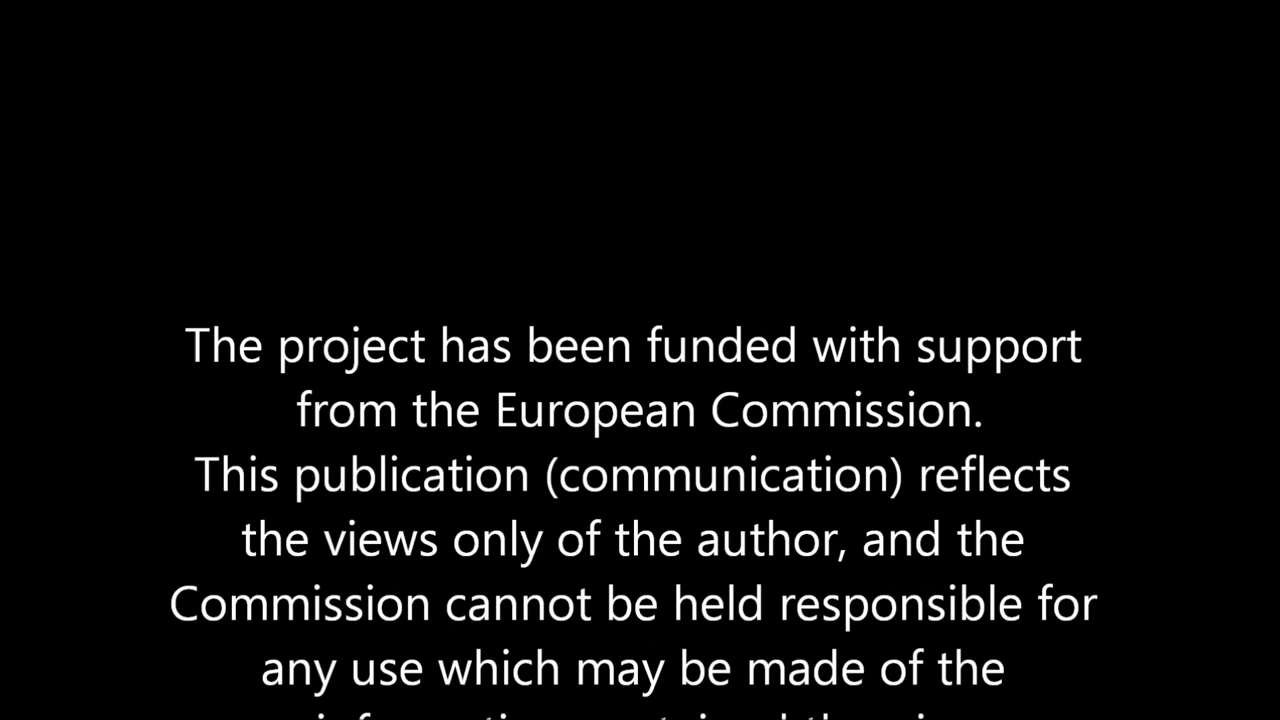 The project has been funded with support
from the European Commission.
This publication (communication) reflects
the views only of the author, and the
Commission cannot be held responsible for
any use which may be made of the